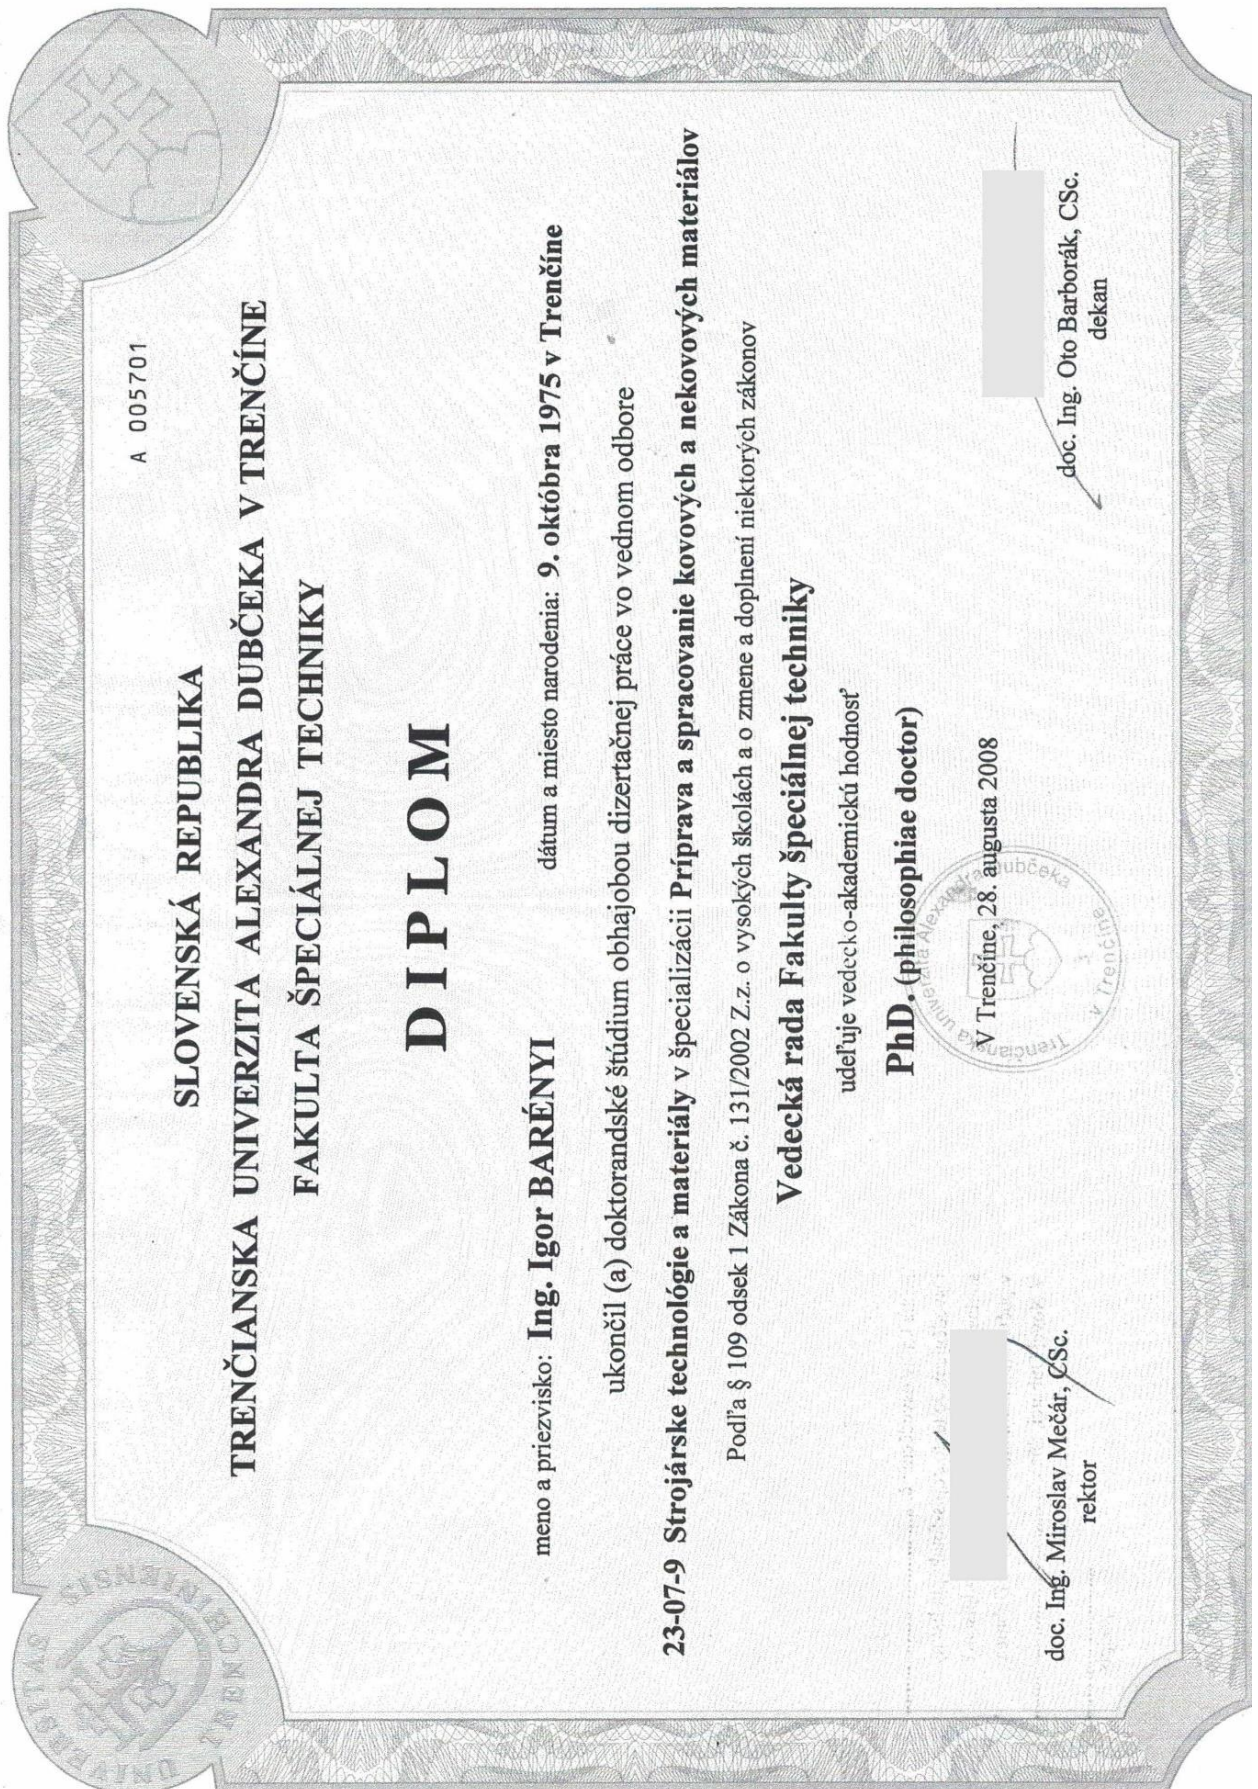 UNIVERSITAS TRENCINIENSIS
A 005701
SLOVENSKÁ REPUBLIKA
TRENČIANSKA UNIVERZITA ALEXANDRA DUBČEKA V TRENČÍNE
FAKULTA ŠPECIÁLNEJ TECHNIKY
DIPLOM
meno a priezvisko: Ing. Igor BARÉNYI dátum a miesto narodenia: 9. októbra 1975 v Trenčíne
ukončil (a) doktorandské štúdium obhajobou dizertačnej práce vo vednom odbore
23-07-9 Strojárske technológie a materiály v špecializácii Príprava a spracovanie kovových a nekovových materiálov
Podľa § 109 odsek 1 Zákona č. 131/2002 Z.z. o vysokých školách a o zmene a doplnení niektorých zákonov
Vedecká rada Fakulty špeciálnej techniky
udeľuje vedecko-akademickú hodnosť
PhD. (philosophiae doctor)
V Trenčíne, 28. augusta 2008
Trenčianska univerzita Alexandra Dubčeka
v Trenčíne
doc. Ing. Miroslav Mečár, CSc.
rektor
doc. Ing. Oto Barborák, CSc.
dekan